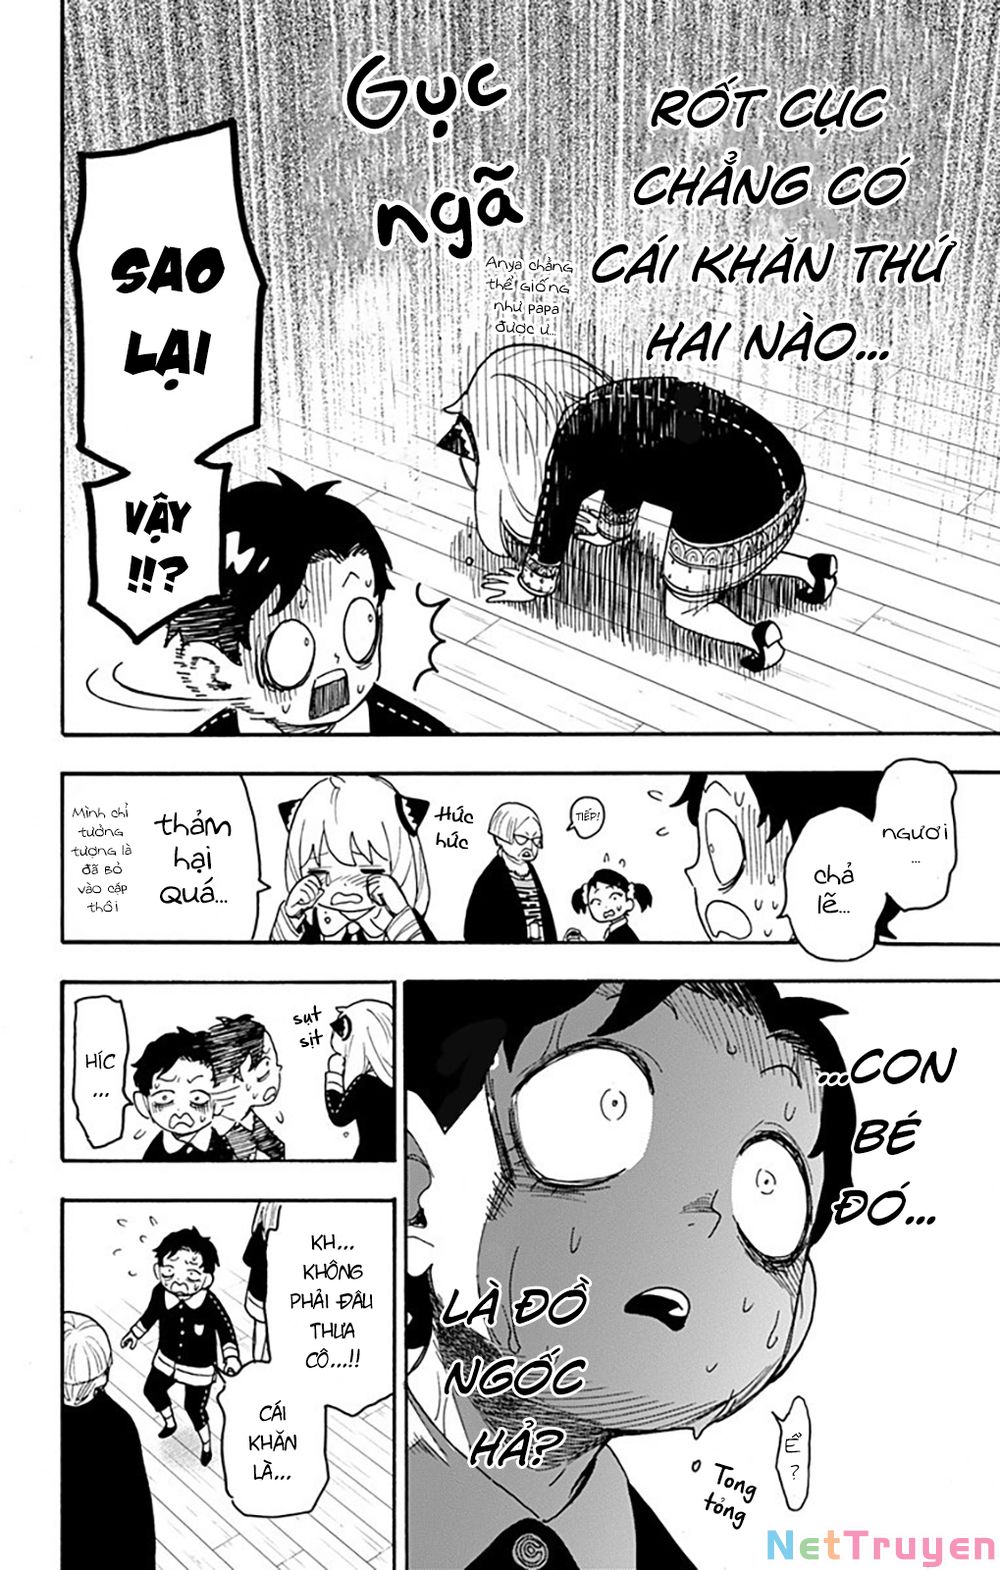 RỐT CỤC
CHẲNG CÓ
CÁI KHĂN THỨ
HAI NÀO...
GỤC
NGÃ
Anya chẳng
thể giống
như papa
được ư...
SAO
LẠI
VẬY
!!?
ngươi
...
chả
lẽ...
TIẾP!
Hức
hức
thảm
hại
quá...
Mình chỉ
tưởng
tượng là
đã bỏ
vào cặp
thôi
...CON
BÉ
ĐÓ...
LÀ ĐỒ
NGỐC
HẢ?
Ể?
Tong
tỏng
sụt
sịt
HÍC
...
KH...
KHÔNG
PHẢI ĐÂU
THƯA
CÔ...!!
CÁI
KHĂN
LÀ...
NetTruyen